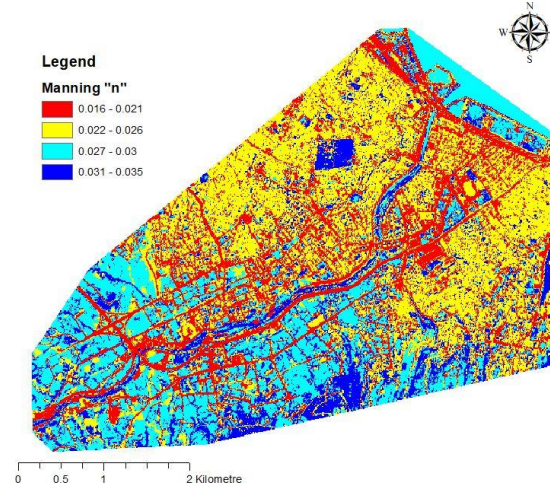 N
W E
S
Legend
Manning "n"
0.016 - 0.021
0.022 - 0.026
0.027 - 0.03
0.031 - 0.035
0 0.5 1 2 Kilometre